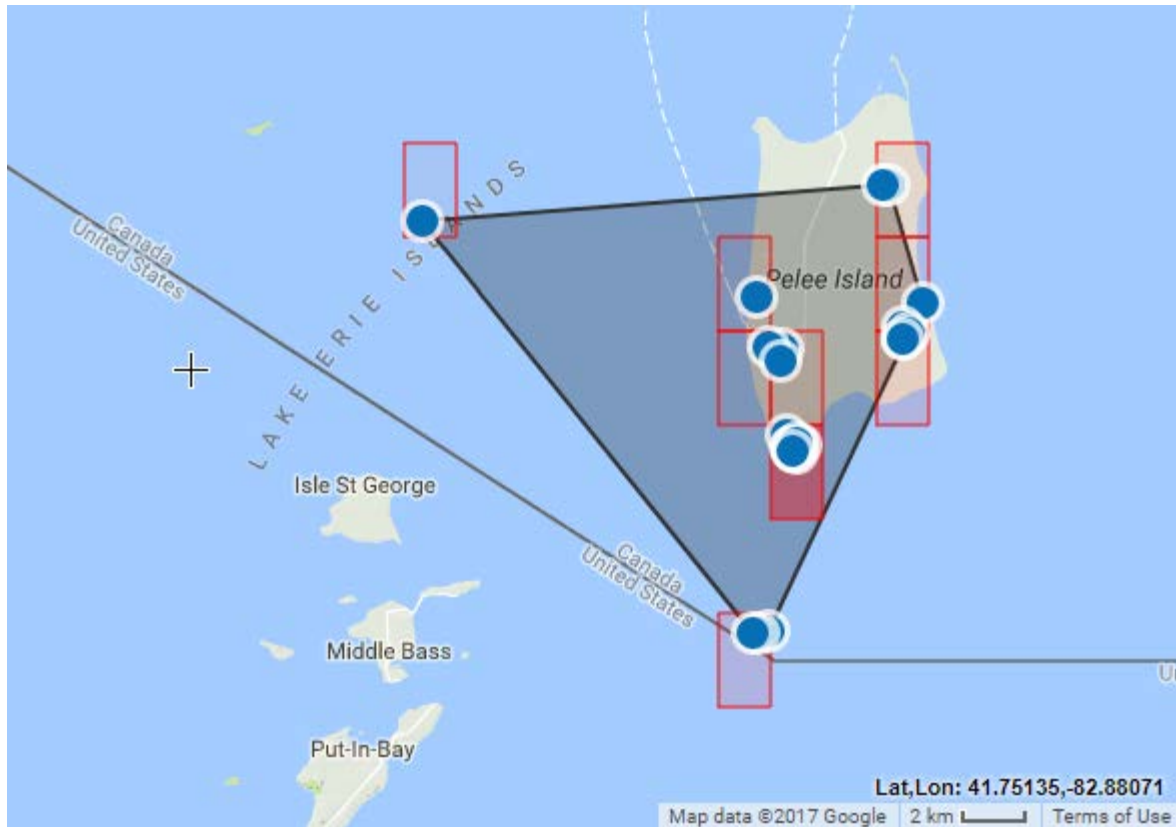 Canada
United States
LAKE ERIE ISLANDS
Pelee Island
Isle St George
Canada
United States
Middle Bass
Un
Put-In-Bay
Lat,Lon: 41.75135,-82.88071
Map data ©2017 Google 2 km Terms of Use